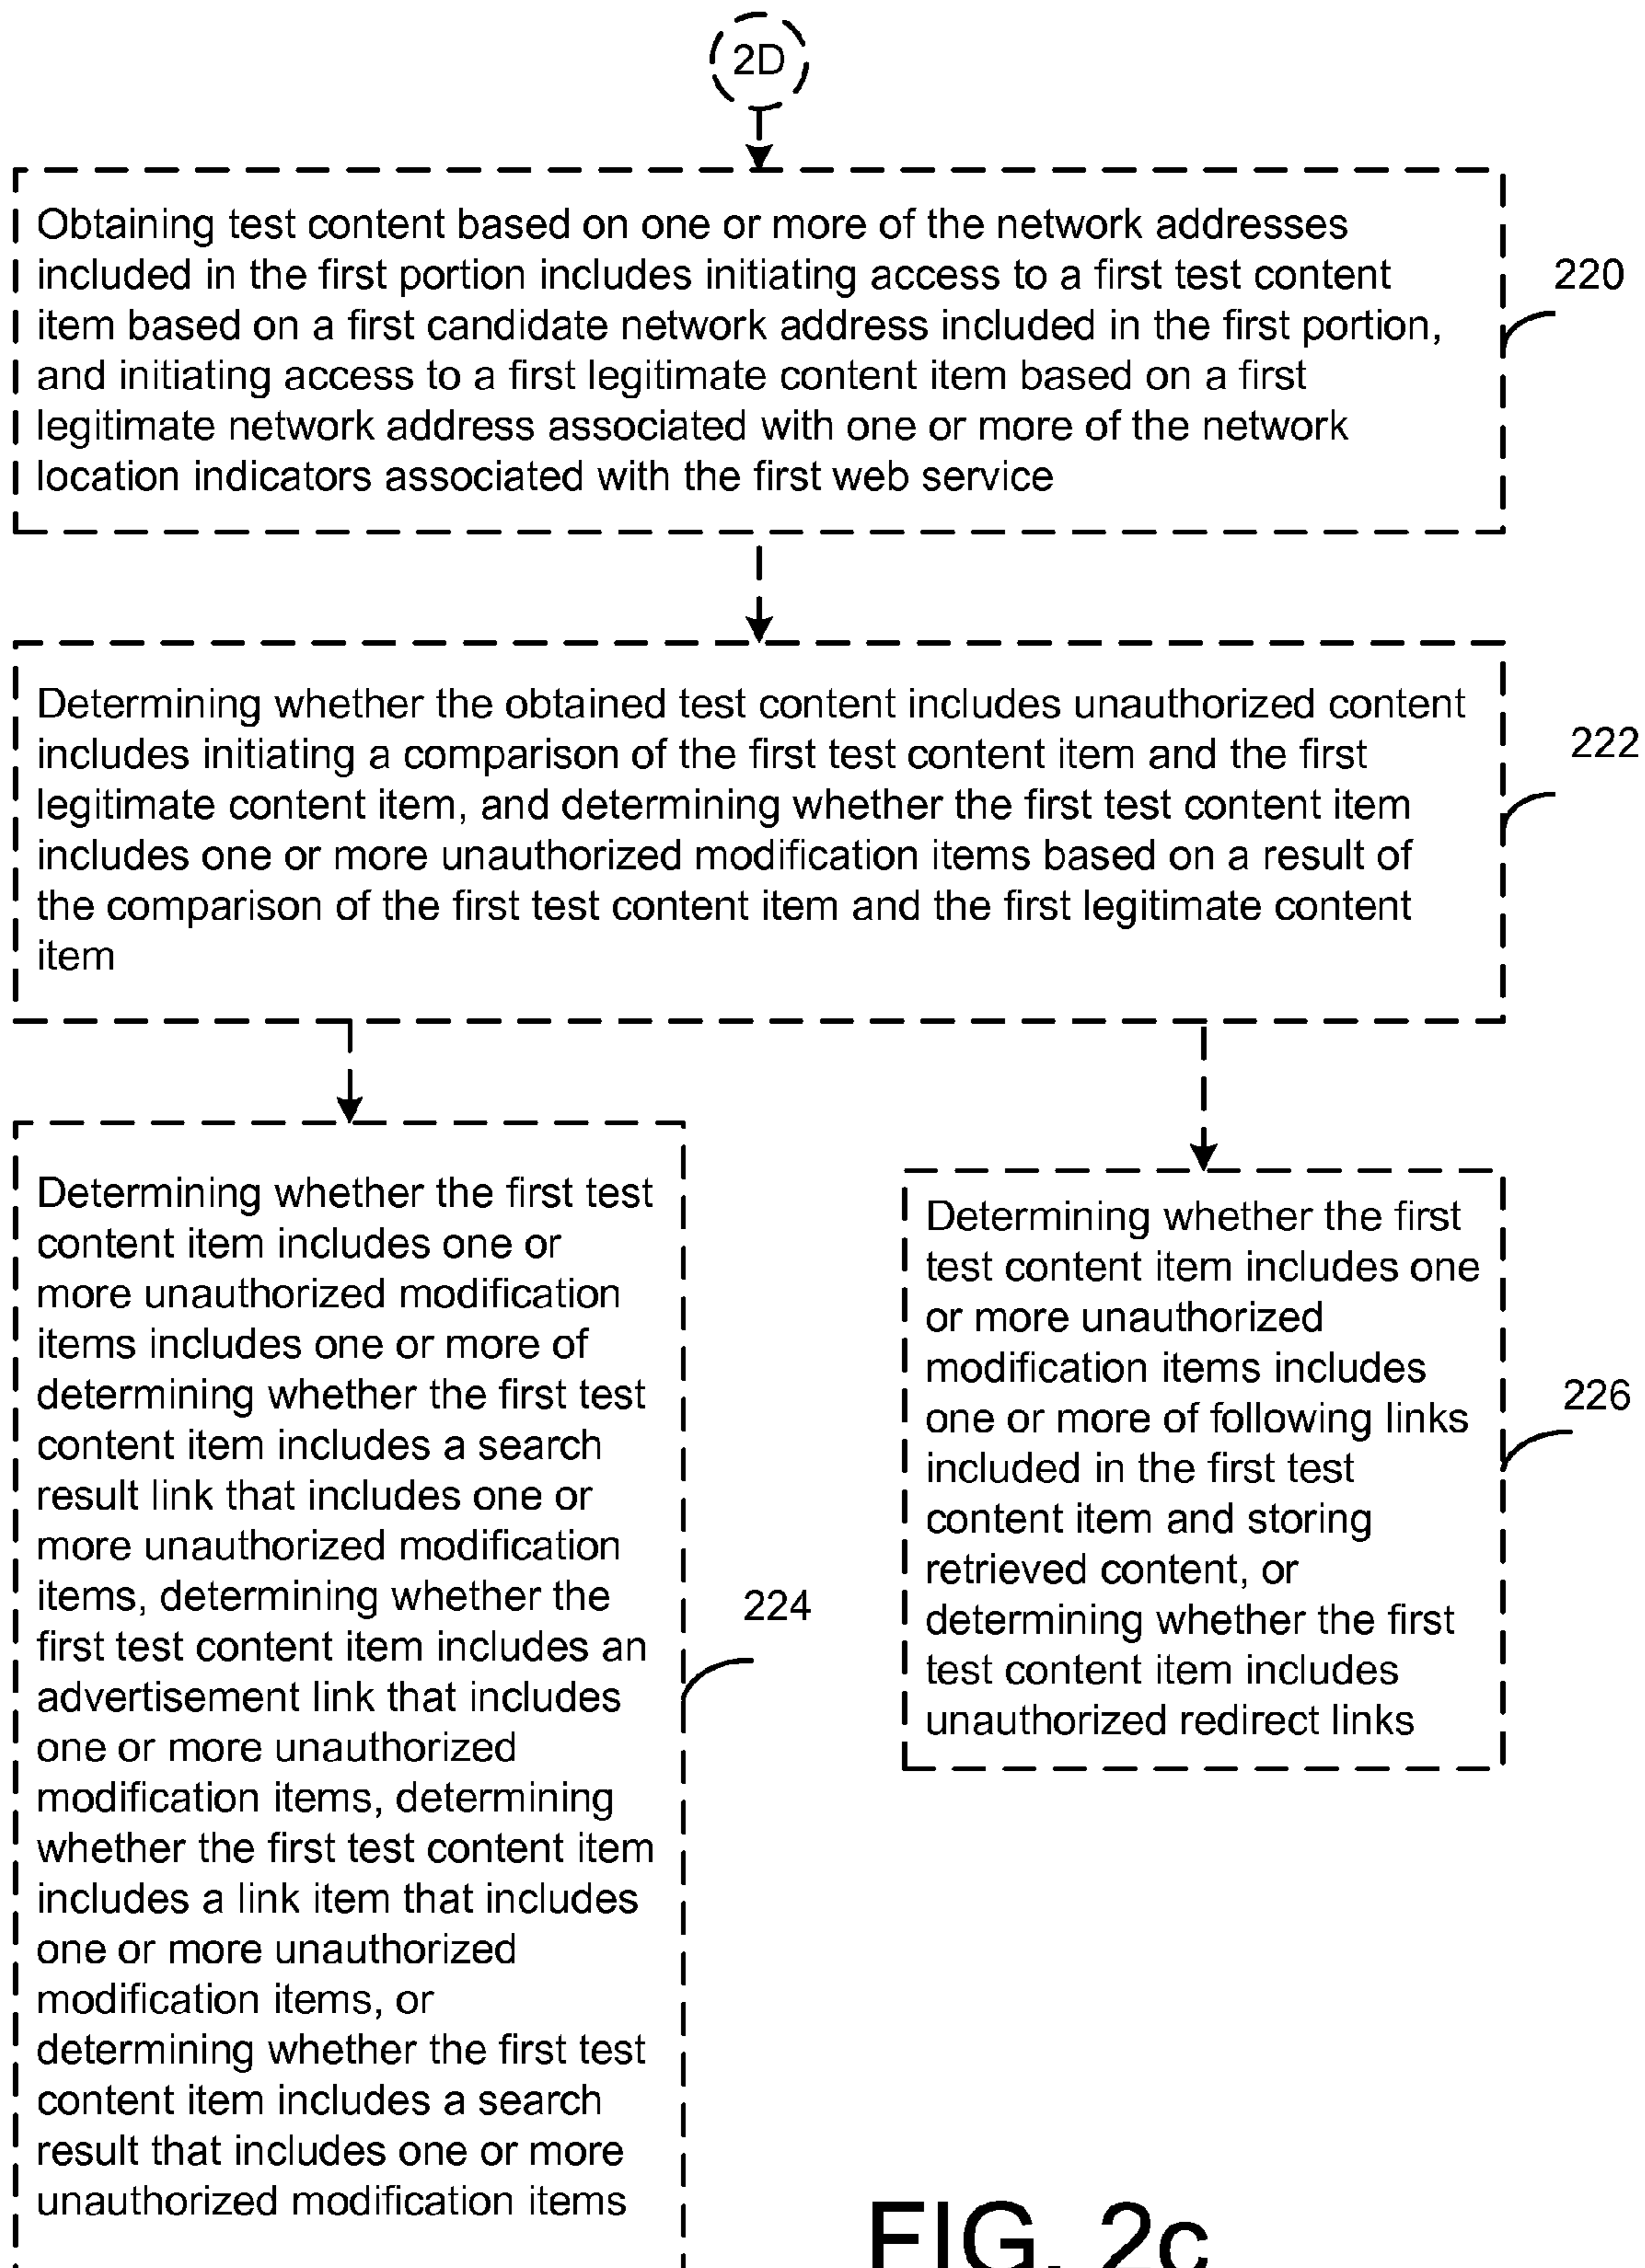 2D
Obtaining test content based on one or more of the network addresses
included in the first portion includes initiating access to a first test content
item based on a first candidate network address included in the first portion,
and initiating access to a first legitimate content item based on a first
legitimate network address associated with one or more of the network
location indicators associated with the first web service
220
Determining whether the obtained test content includes unauthorized content
includes initiating a comparison of the first test content item and the first
legitimate content item, and determining whether the first test content item
includes one or more unauthorized modification items based on a result of
the comparison of the first test content item and the first legitimate content
item
222
Determining whether the first test
content item includes one or
more unauthorized modification
items includes one or more of
determining whether the first test
content item includes a search
result link that includes one or
more unauthorized modification
items, determining whether the
first test content item includes an
advertisement link that includes
one or more unauthorized
modification items, determining
whether the first test content item
includes a link item that includes
one or more unauthorized
modification items, or
determining whether the first test
content item includes a search
result that includes one or more
unauthorized modification items
224
Determining whether the first
test content item includes one
or more unauthorized
modification items includes
one or more of following links
included in the first test
content item and storing
retrieved content, or
determining whether the first
test content item includes
unauthorized redirect links
226
FIG. 2c